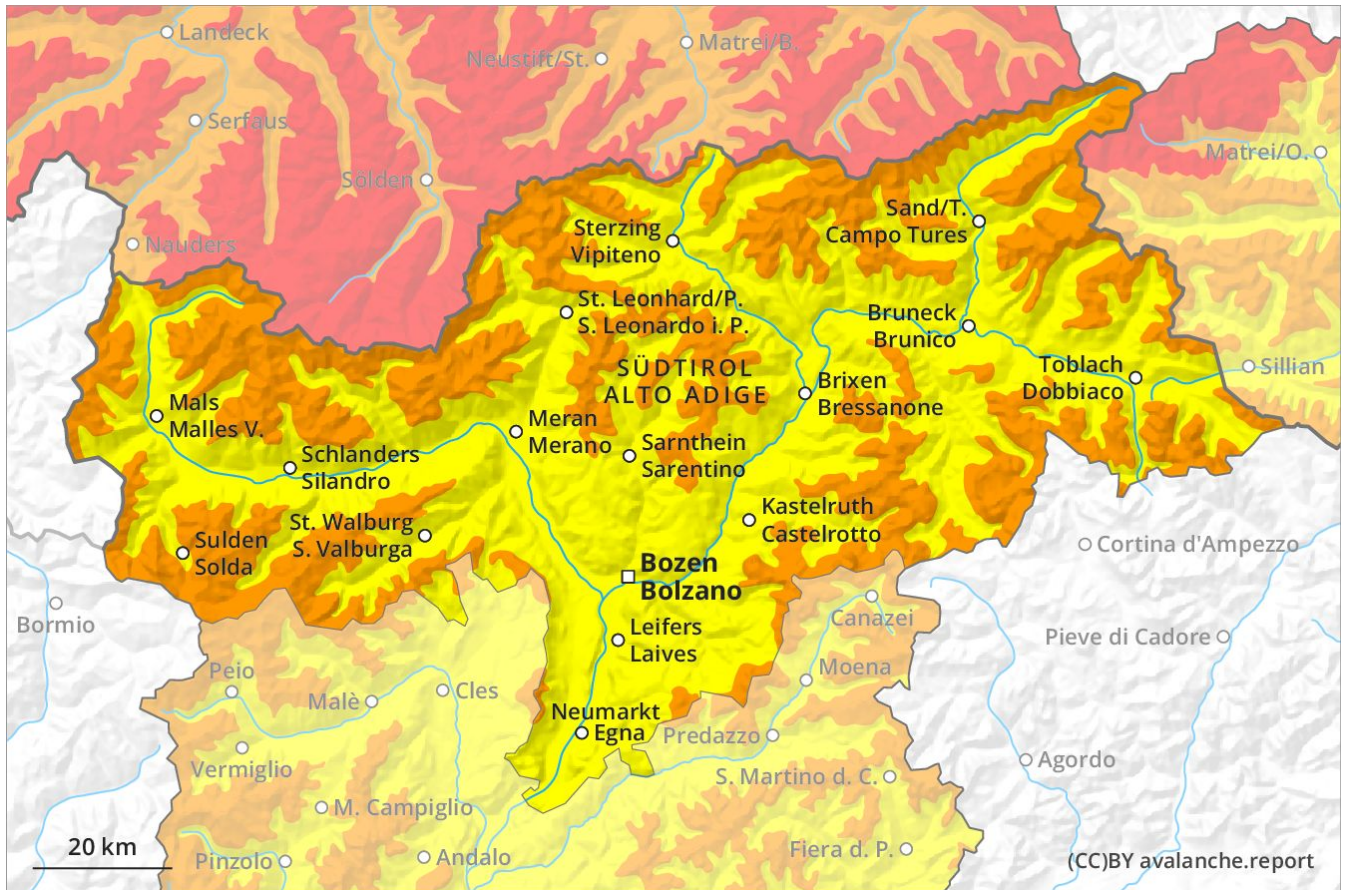 Landeck
Matrei/B.
Neustift/St.
Serfaus
Matrei/O.
Sölden
Sand/T.
Campo Tures
Nauders
Sterzing
Vipiteno
St. Leonhard/P.
S. Leonardo i. P.
Bruneck
Brunico
SÜDTIROL
ALTO ADIGE
Toblach
Dobbiaco
Sillian
Brixen
Bressanone
Mals
Malles V.
Meran
Merano
Sarnthein
Sarentino
Schlanders
Silandro
Kastelruth
Castelrotto
St. Walburg
S. Valburga
Sulden
Solda
Cortina d'Ampezzo
Bozen
Bolzano
Bormio
Canazei
Leifers
Laives
Pieve di Cadore
Peio
Moena
Malè
Cles
Neumarkt
Egna
Predazzo
Vermiglio
Agordo
S. Martino d. C.
M. Campiglio
20 km
Pinzolo
Andalo
Fiera d. P.
(CC)BY avalanche.report